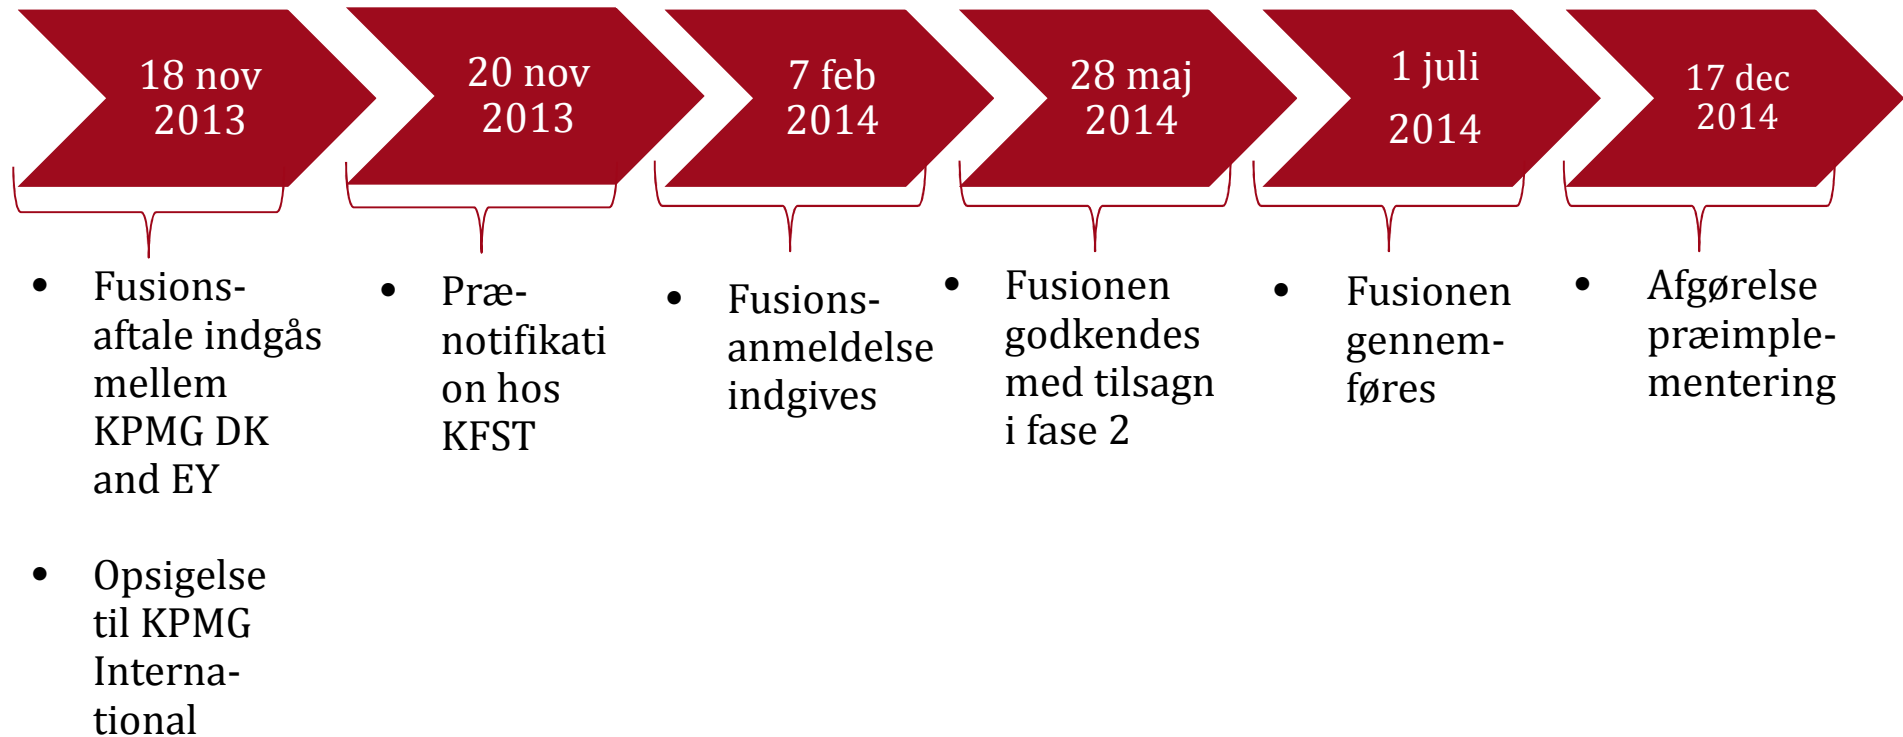 18 nov
2013
20 nov
2013
7 feb
2014
28 maj
2014
1 juli
2014
17 dec
2014
• Fusions-
aftale indgås
mellem
KPMG DK
and EY
• Opsigelse
til KPMG
Interna-
tional
• Præ-
notifikati
on hos
KFST
• Fusions-
anmeldelse
indgives
• Fusionen
godkendes
med tilsagn
i fase 2
• Fusionen
gennem-
føres
• Afgørelse
præimple-
mentering